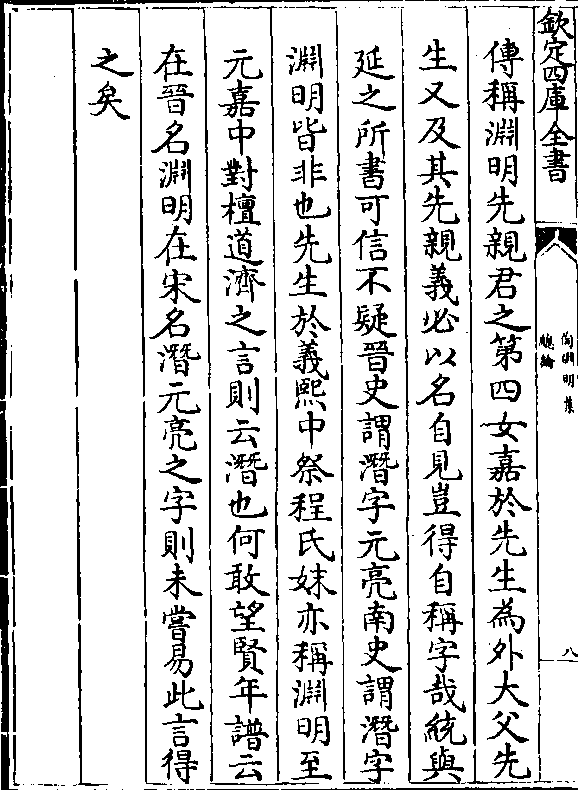 欽定四庫全書
陶淵明集
總論
八
傳稱淵明先親君之第四女嘉於先生為外大父先
生又及其先親義必以名自見豈得自稱字哉統與
延之所書可信不疑晉史謂潛字元亮南史謂潛字
淵明皆非也先生於義熙中祭程氏妹亦稱淵明至
元嘉中對檀道濟之言則云潛也何敢望賢年譜云
在晉名淵明在宋名潛元亮之字則未嘗易此言得
之矣